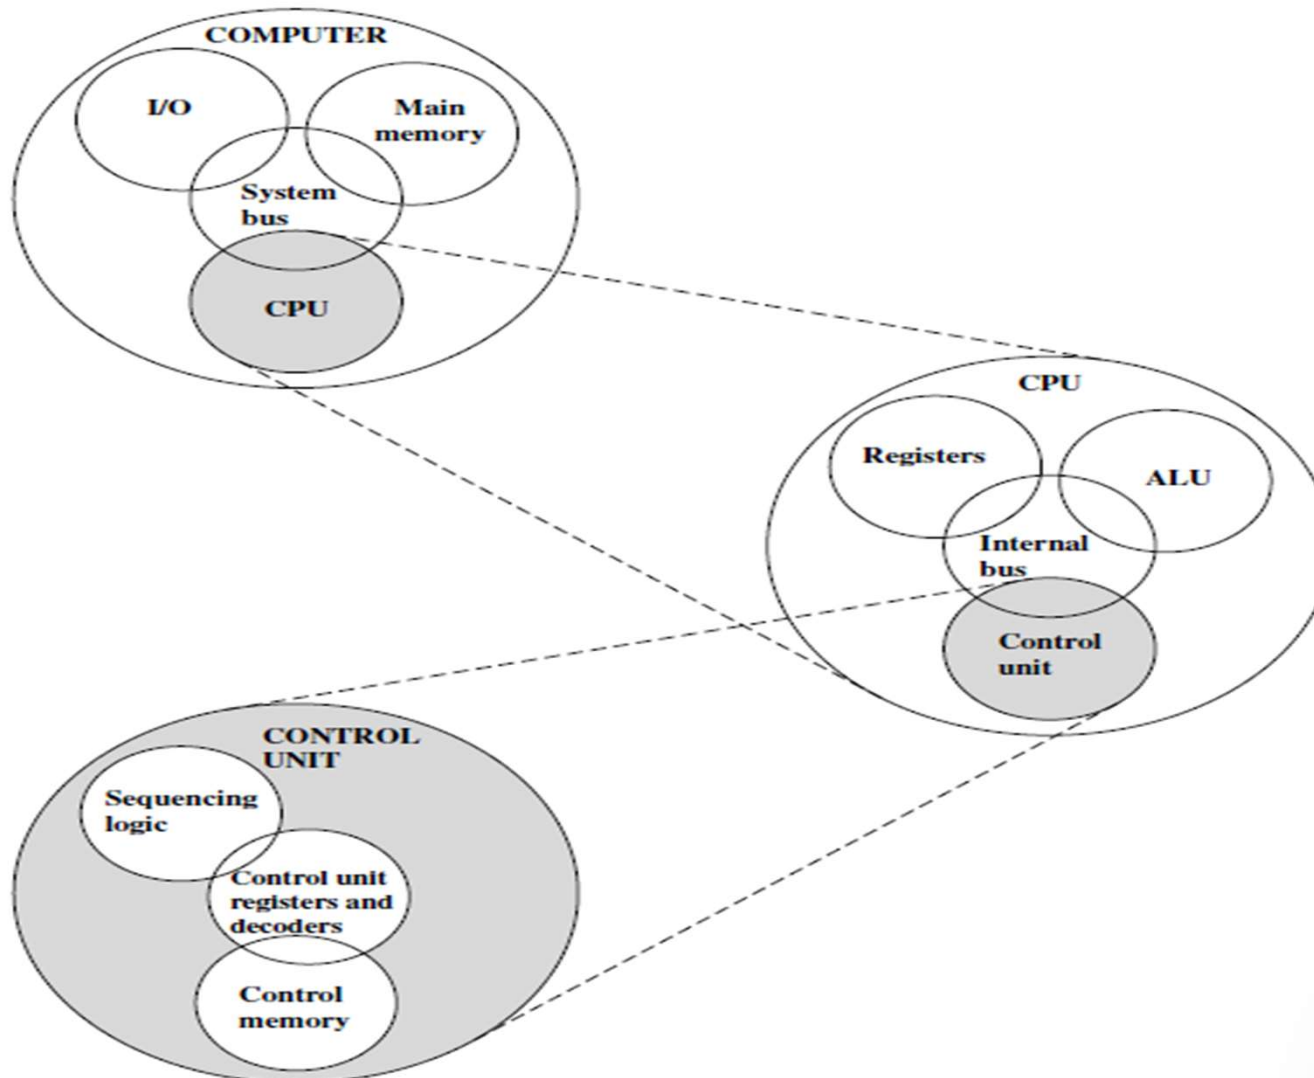 COMPUTER
I/O
Main
memory
System
bus
CPU
CPU
Registers
ALU
Internal
bus
Control
unit
CONTROL
UNIT
Sequencing
logic
Control unit
registers and
decoders
Control
memory